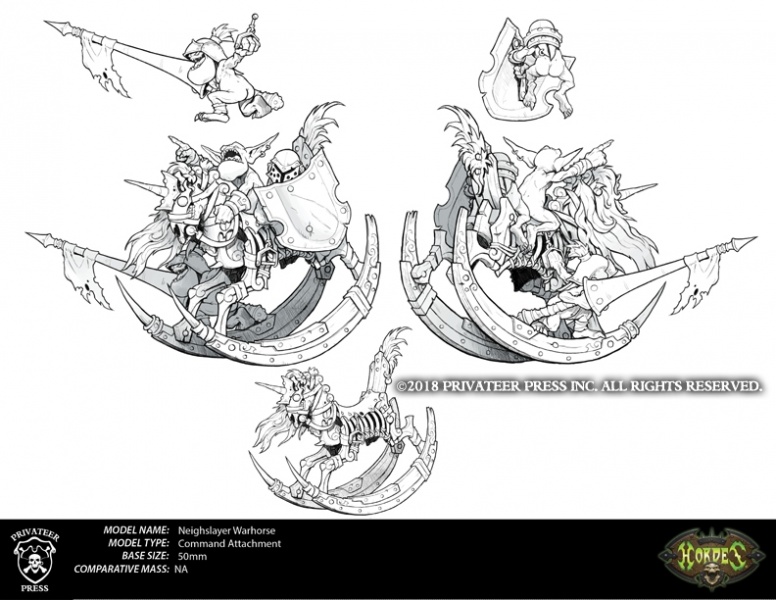 ©2018 PRIVATEER PRESS INC. ALL RIGHTS RESERVED.
PRIVATEER
PRESS
MODEL NAME: Neighslayer Warhorse
MODEL TYPE: Command Attachment
BASE SIZE: 50mm
COMPARATIVE MASS: NA
HORDES